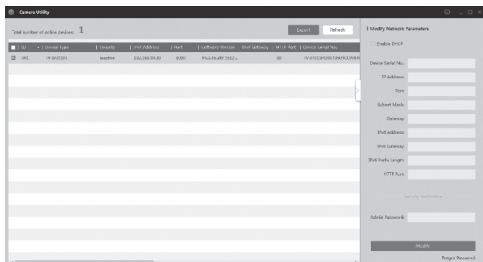 Camera Utility
Total number of online devices: 1
Export
Refresh
ID
Device Type
Security
IPv4 Address
Port
Software Version
IPv4 Gateway
HTTP Port
Device Serial No.
001
Inactive
8000
Modify Network Parameters
Enable DHCP
Device Serial No.:
IP Address:
Port:
Subnet Mask:
Gateway:
IPv6 Address:
IPv6 Gateway:
IPv6 Prefix Length:
HTTP Port:
Admin Password:
Modify
Forgot Password